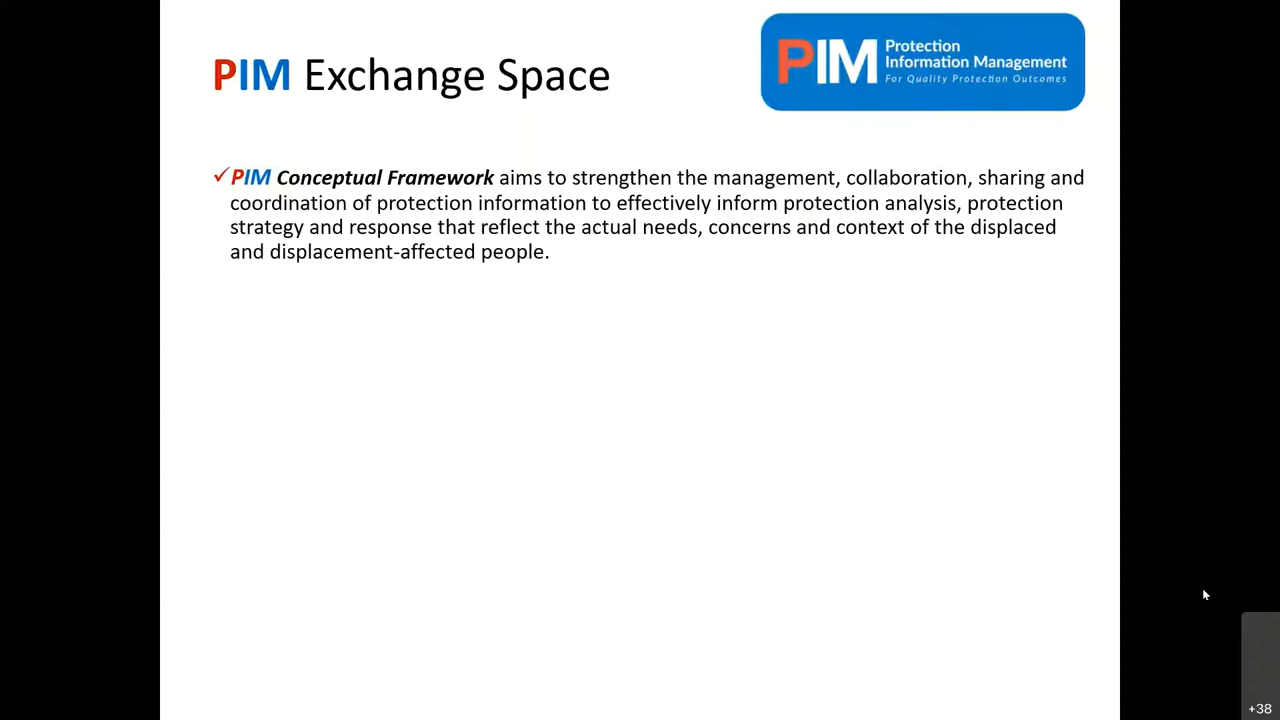 PIM Exchange Space
PIM Protection
Information Management
For Quality Protection Outcomes
✓PIM Conceptual Framework aims to strengthen the management, collaboration, sharing and
coordination of protection information to effectively inform protection analysis, protection
strategy and response that reflect the actual needs, concerns and context of the displaced
and displacement-affected people.
+38